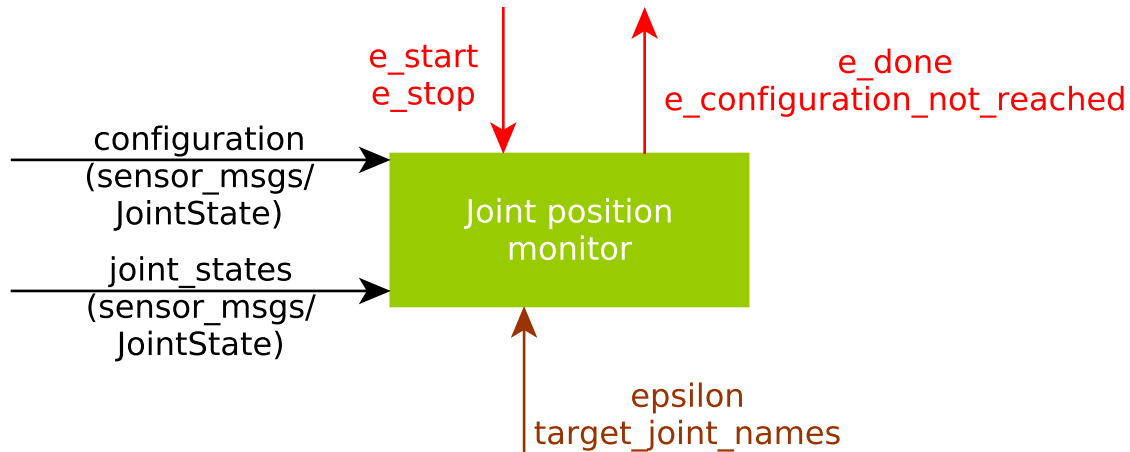 e_start
e_stop
e_done
e_configuration_not_reached
configuration
(sensor_msgs/
JointState)
Joint position
monitor
joint_states
(sensor_msgs/
JointState)
epsilon
target_joint_names